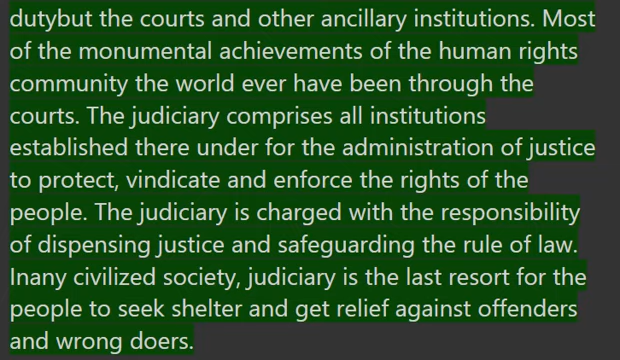 dutybut the courts and other ancillary institutions. Most
of the monumental achievements of the human rights
community the world ever have been through the
courts. The judiciary comprises all institutions
established there under for the administration of justice
to protect, vindicate and enforce the rights of the
people. The judiciary is charged with the responsibility
of dispensing justice and safeguarding the rule of law.
Inany civilized society, judiciary is the last resort for the
people to seek shelter and get relief against offenders
and wrong doers.